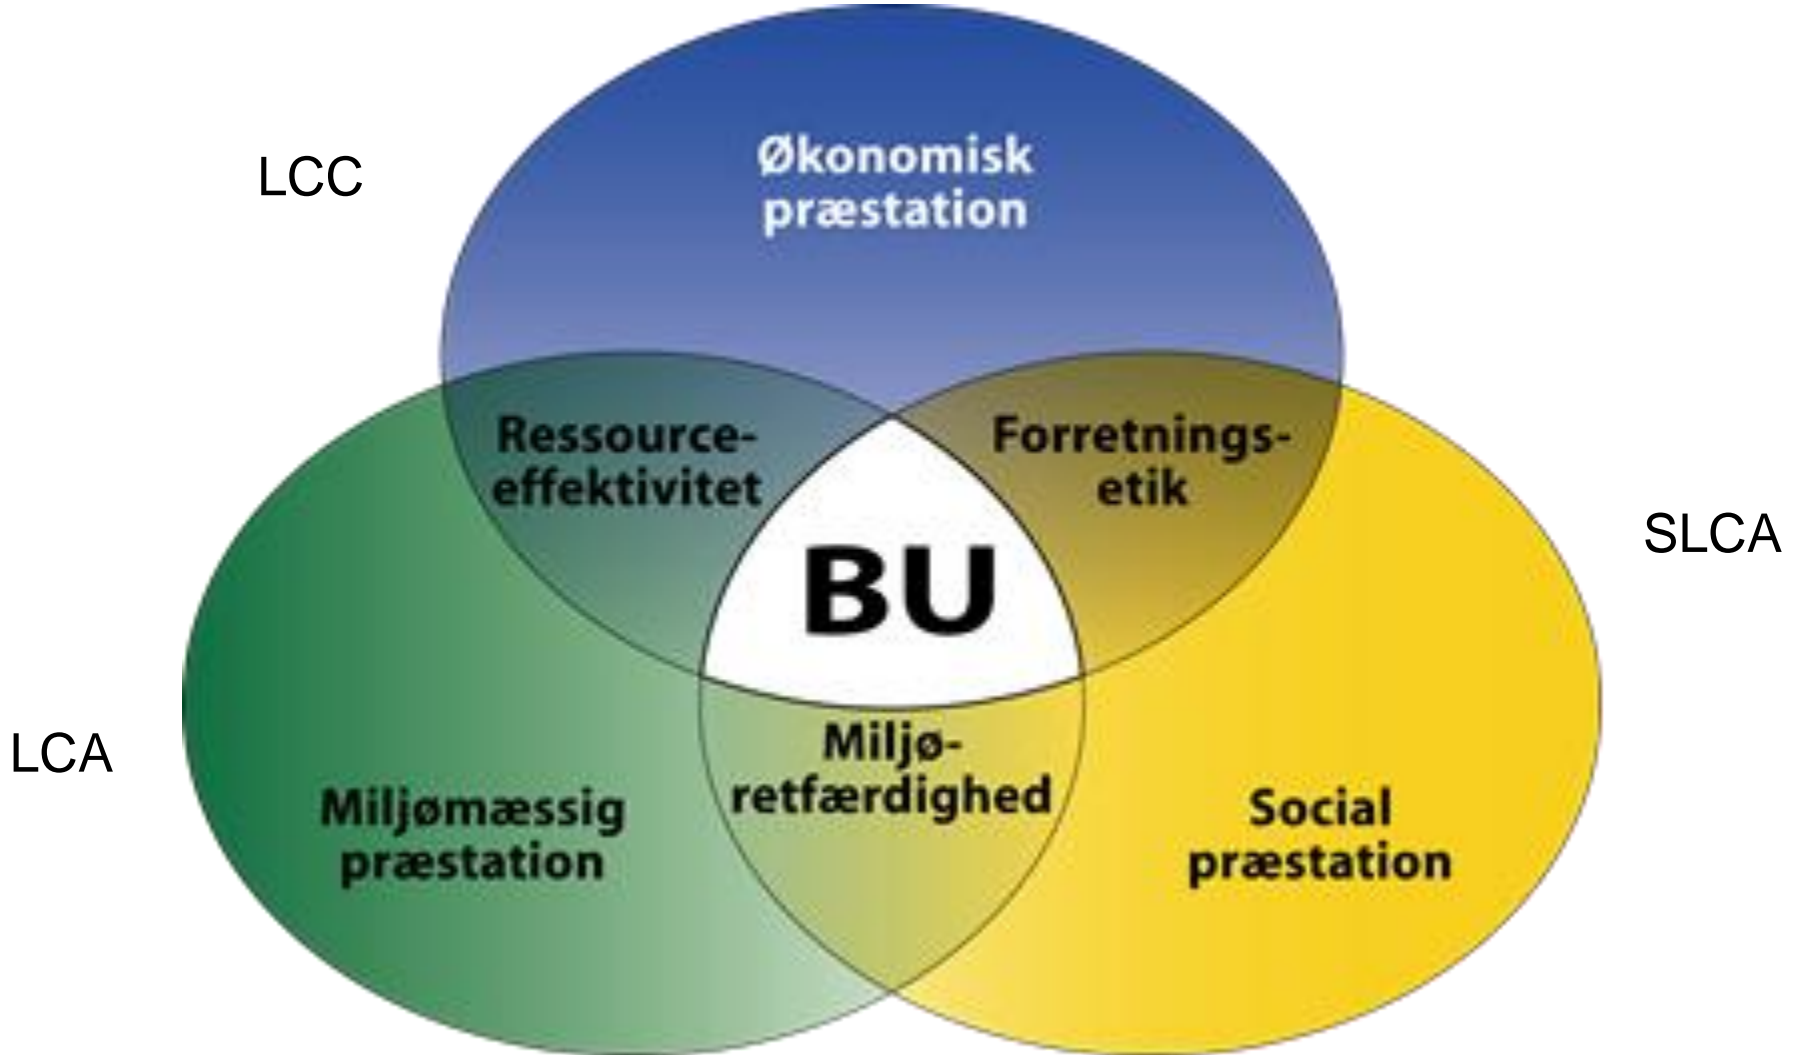 LCC
Økonomisk
præstation
Ressource-
effektivitet
Forretnings-
etik
BU
SLCA
LCA
Miljø-
retfærdighed
Miljømæssig
præstation
Social
præstation